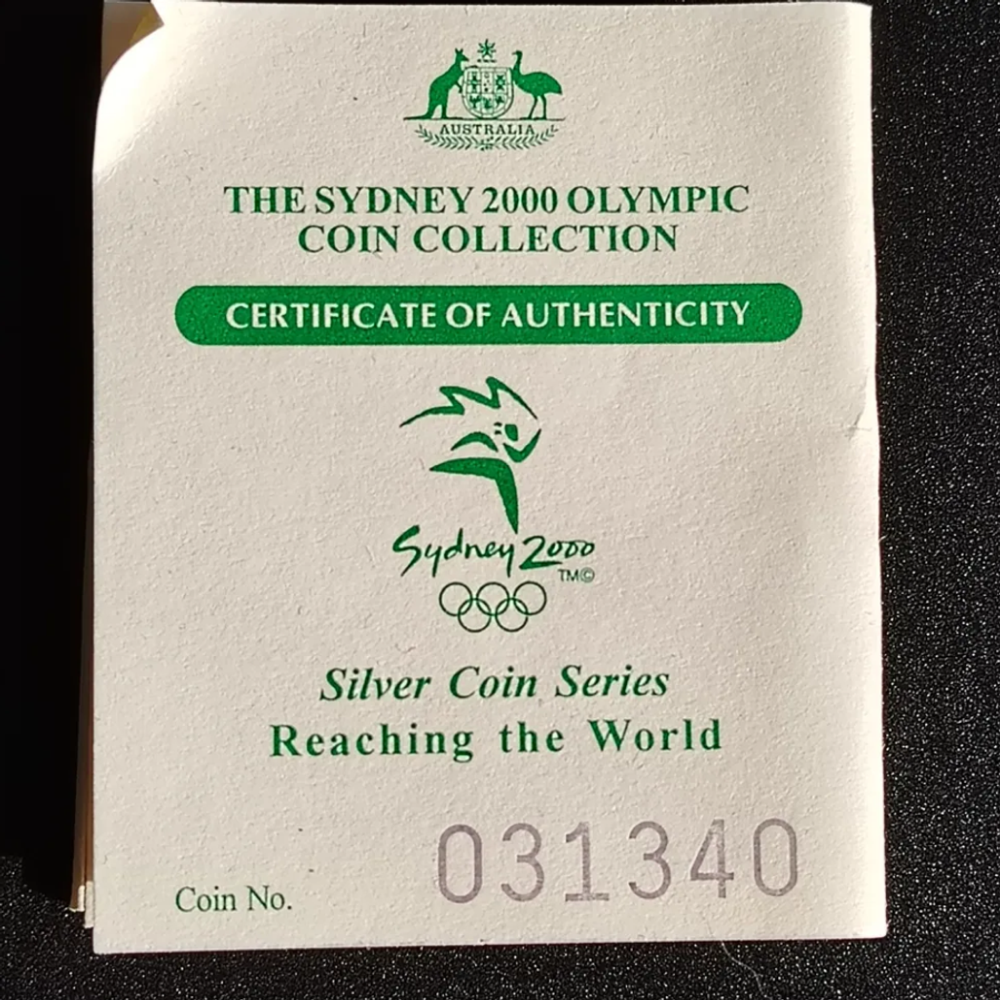 AUSTRALIA
THE SYDNEY 2000 OLYMPIC
COIN COLLECTION
CERTIFICATE OF AUTHENTICITY
Sydney 2000
TM©
Silver Coin Series
Reaching the World
Coin No. 031340